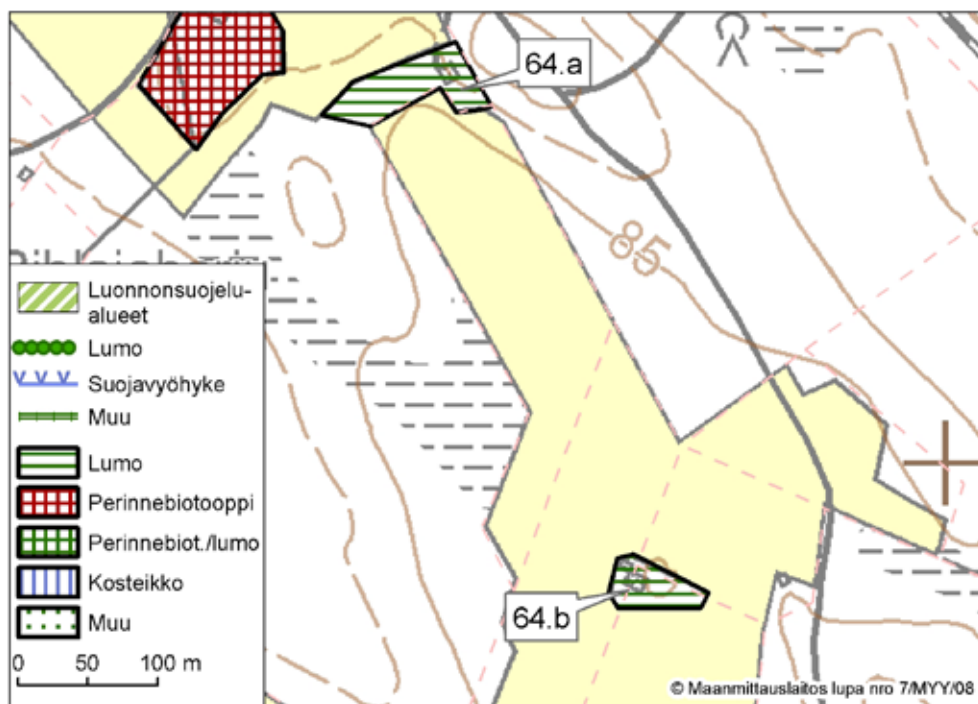 64.a
85
Luonnonsuojelu-
alueet
Lumo
Suojavyöhyke
Muu
Lumo
Perinnebiotooppi
Perinnebiot./lumo
Kosteikko
Muu
64.b
0 50 100 m
© Maanmittauslaitos lupa nro 7/MYY/08